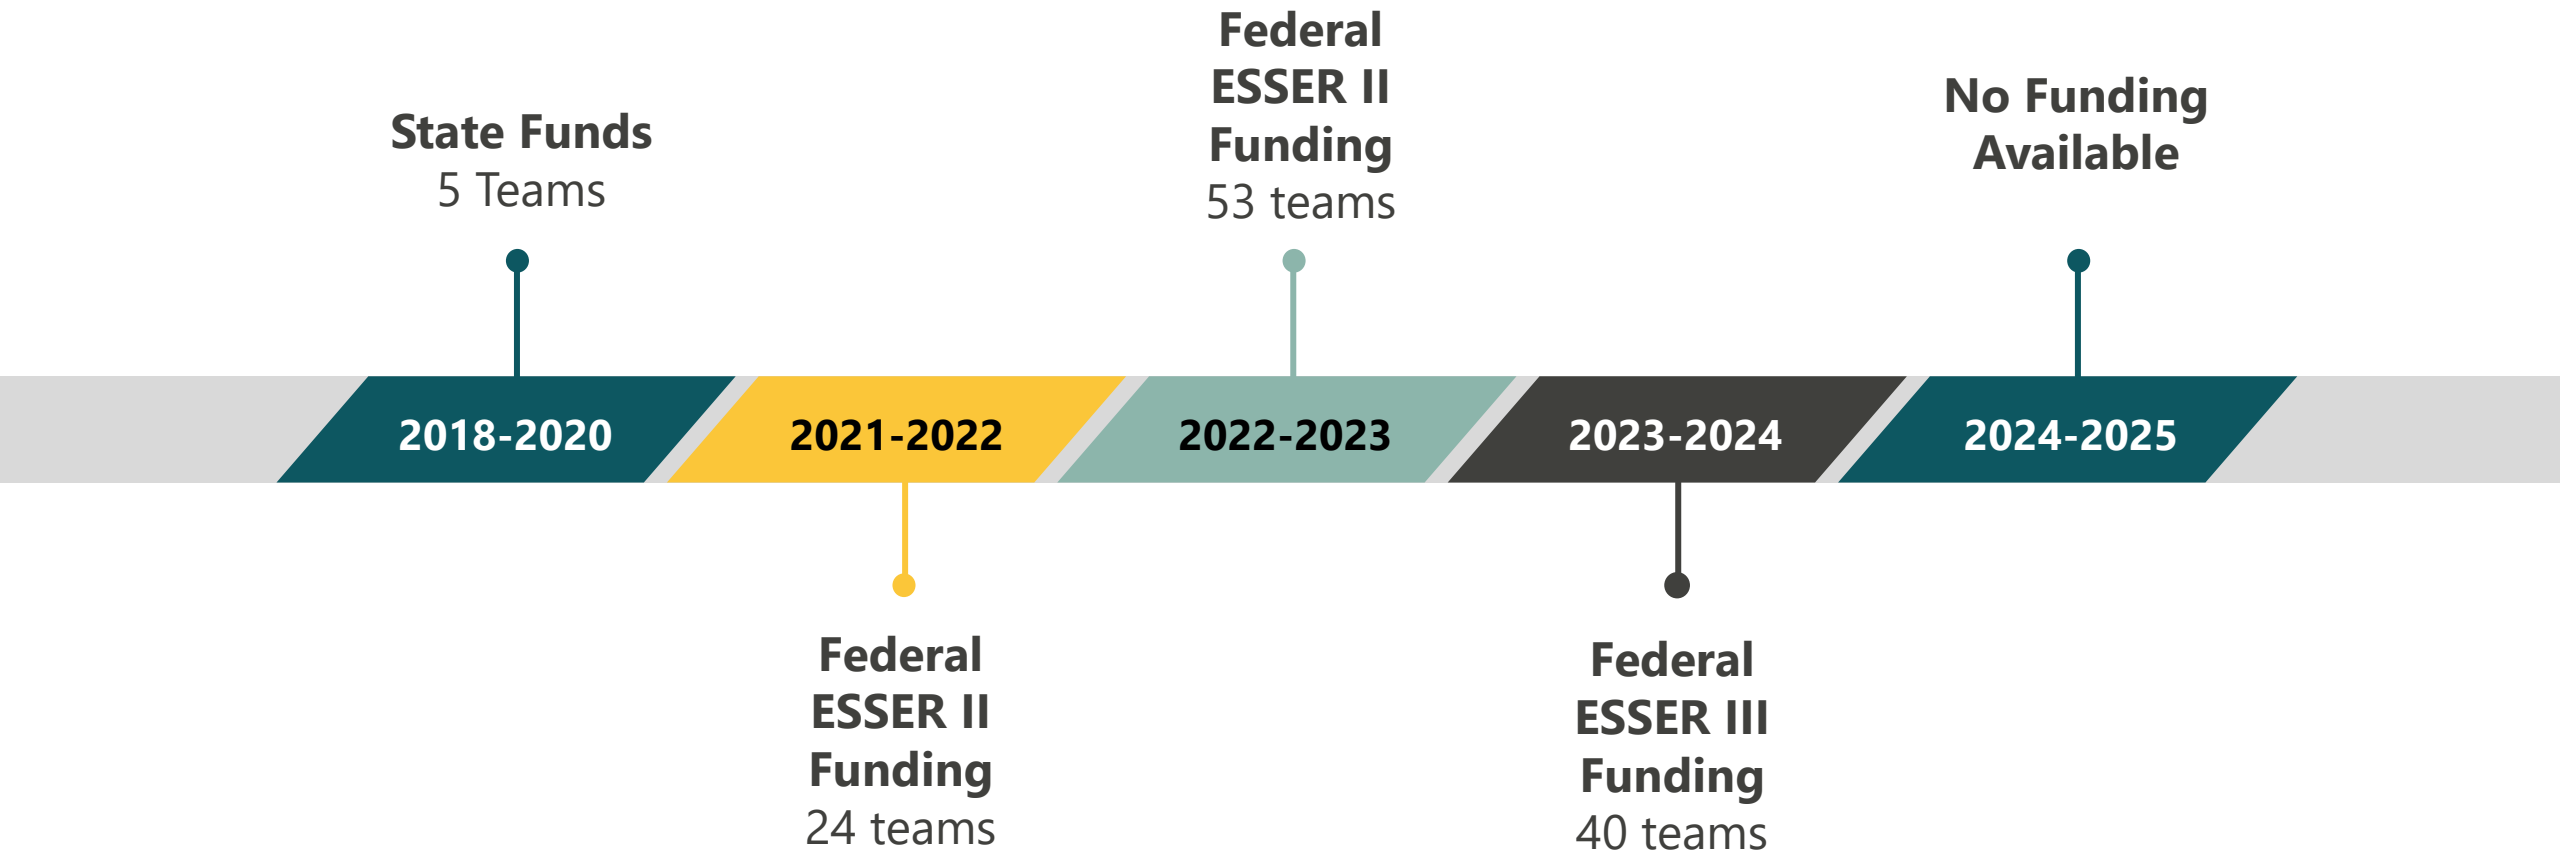 State Funds
5 Teams
Federal
ESSER II
Funding
53 teams
No Funding
Available
2018-2020
2021-2022
2022-2023
2023-2024
2024-2025
Federal
ESSER II
Funding
24 teams
Federal
ESSER III
Funding
40 teams